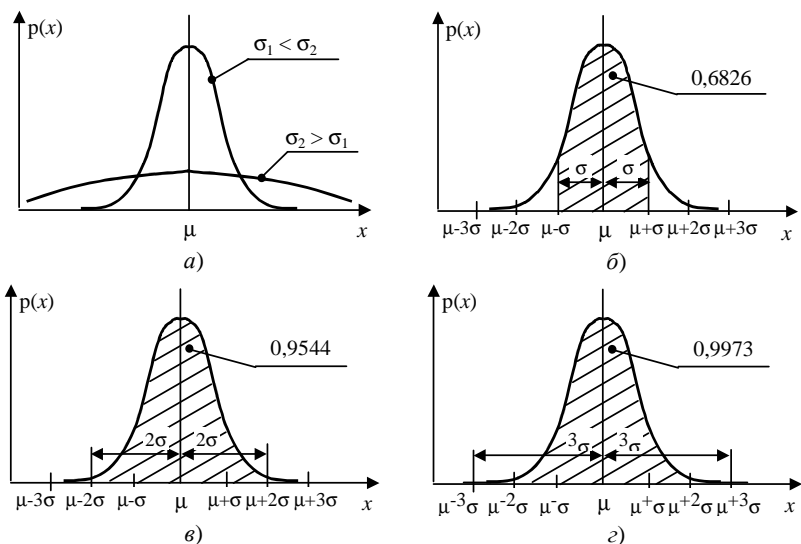 p(x)
σ₁ < σ₂
σ₂ > σ₁
μ
x
а)
p(x)
0,6826
σ σ
μ-3σ μ-2σ μ-σ μ μ+σ μ+2σ μ+3σ
x
б)
p(x)
0,9544
2σ 2σ
μ-3σ μ-2σ μ-σ μ μ+σ μ+2σ μ+3σ
x
в)
p(x)
0,9973
3σ 3σ
μ-3σ μ-2σ μ-σ μ μ+σ μ+2σ μ+3σ
x
г)